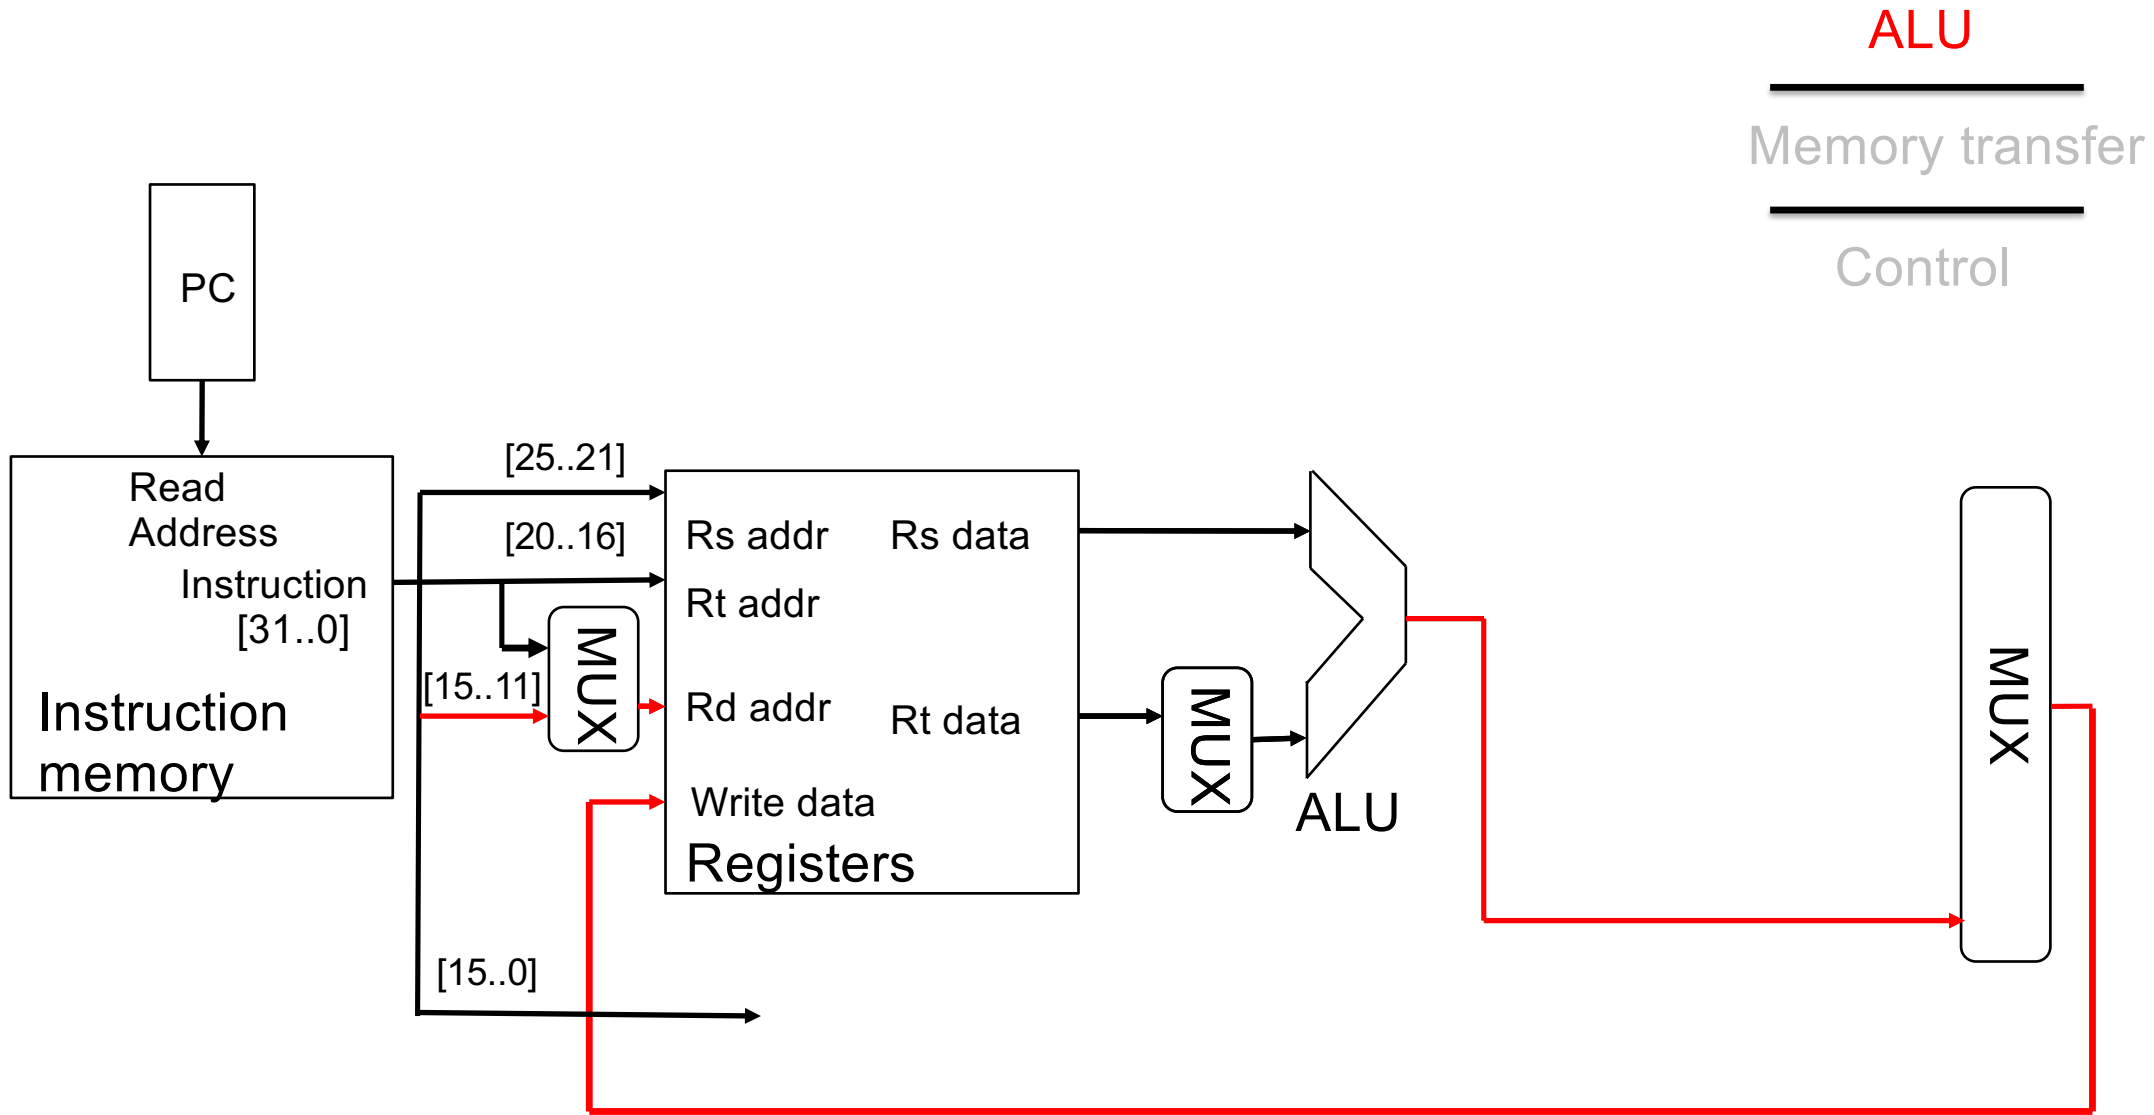 ALU
Memory transfer
Control
PC
Read
Address
Instruction
[31..0]
Instruction
memory
[25..21]
[20..16]
[15..11]
[15..0]
MUX
Rs addr
Rs data
Rt addr
Rd addr
Rt data
Write data
Registers
MUX
ALU
MUX